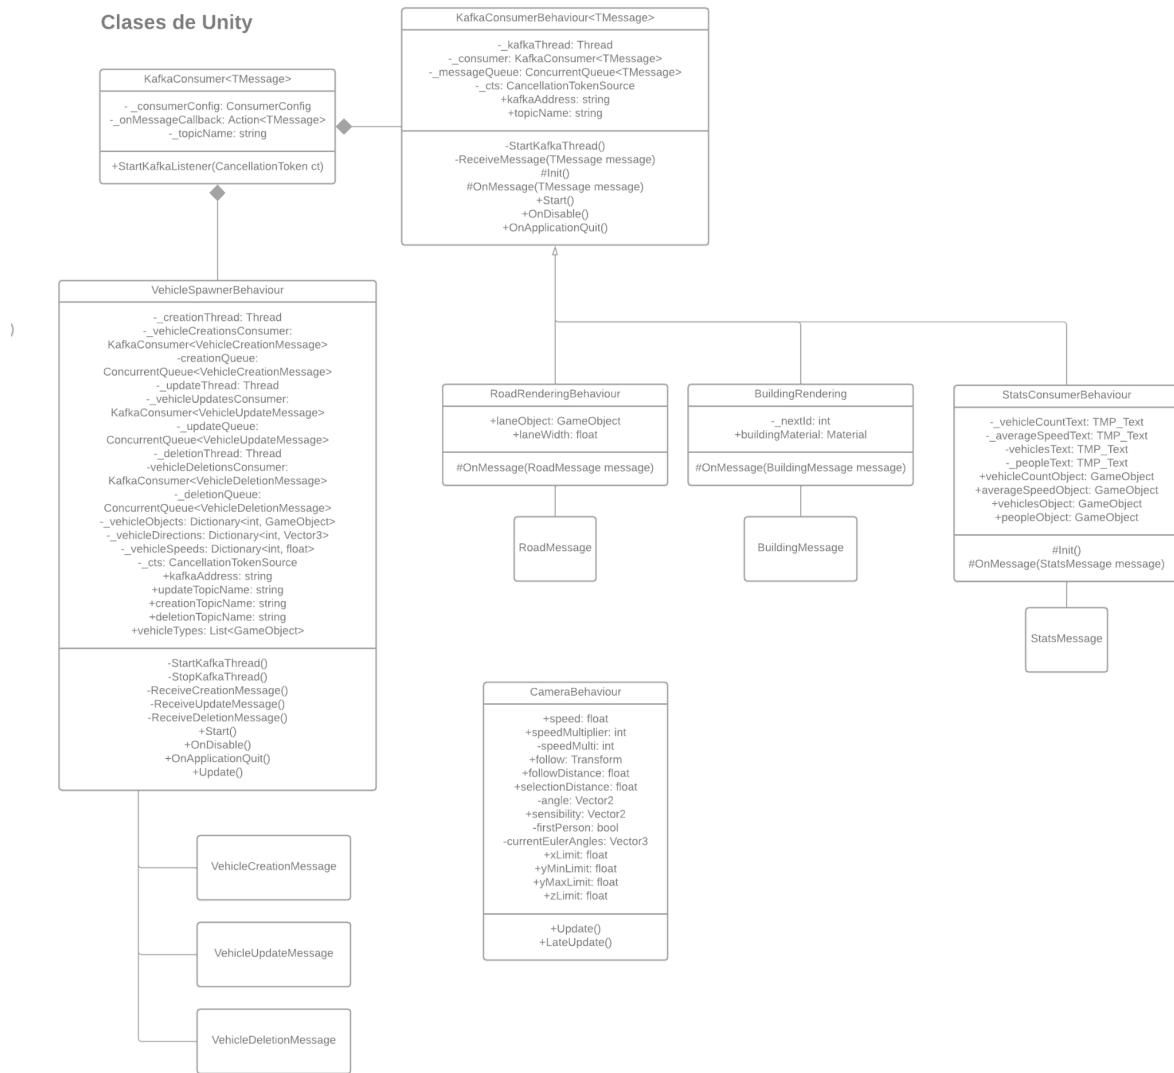 Clases de Unity
KafkaConsumer<TMessage>
- _consumerConfig: ConsumerConfig
-_onMessageCallback: Action<TMessage>
-_topicName: string
+StartKafkaListener(CancellationToken ct)
KafkaConsumerBehaviour<TMessage>
-_kafkaThread: Thread
-_consumer: KafkaConsumer<TMessage>
-_messageQueue: ConcurrentQueue<TMessage>
-_cts: CancellationTokenSource
+kafkaAddress: string
+topicName: string
-StartKafkaThread()
-ReceiveMessage(TMessage message)
#Init()
#OnMessage(TMessage message)
+Start()
+OnDisable()
+OnApplicationQuit()
)
VehicleSpawnerBehaviour
-_creationThread: Thread
-_vehicleCreationsConsumer:
KafkaConsumer<VehicleCreationMessage>
-creationQueue:
ConcurrentQueue<VehicleCreationMessage>
-_updateThread: Thread
-_vehicleUpdatesConsumer:
KafkaConsumer<VehicleUpdateMessage>
-_updateQueue:
ConcurrentQueue<VehicleUpdateMessage>
-_deletionThread: Thread
-vehicleDeletionsConsumer:
KafkaConsumer<VehicleDeletionMessage>
-_deletionQueue:
ConcurrentQueue<VehicleDeletionMessage>
-_vehicleObjects: Dictionary<int, GameObject>
-_vehicleDirections: Dictionary<int, Vector3>
-_vehicleSpeeds: Dictionary<int, float>
-_cts: CancellationTokenSource
+kafkaAddress: string
+updateTopicName: string
+creationTopicName: string
+deletionTopicName: string
+vehicleTypes: List<GameObject>
-StartKafkaThread()
-StopKafkaThread()
-ReceiveCreationMessage()
-ReceiveUpdateMessage()
-ReceiveDeletionMessage()
+Start()
+OnDisable()
+OnApplicationQuit()
+Update()
RoadRenderingBehaviour
+laneObject: GameObject
+laneWidth: float
#OnMessage(RoadMessage message)
RoadMessage
BuildingRendering
-_nextId: int
+buildingMaterial: Material
#OnMessage(BuildingMessage message)
BuildingMessage
StatsConsumerBehaviour
-_vehicleCountText: TMP_Text
-_averageSpeedText: TMP_Text
-vehiclesText: TMP_Text
-_peopleText: TMP_Text
+vehicleCountObject: GameObject
+averageSpeedObject: GameObject
+vehiclesObject: GameObject
+peopleObject: GameObject
#Init()
#OnMessage(StatsMessage message)
StatsMessage
CameraBehaviour
+speed: float
+speedMultiplier: int
-speedMulti: int
+follow: Transform
+followDistance: float
+selectionDistance: float
-angle: Vector2
+sensibility: Vector2
-firstPerson: bool
-currentEulerAngles: Vector3
+xLimit: float
+yMinLimit: float
+yMaxLimit: float
+zLimit: float
+Update()
+LateUpdate()
VehicleCreationMessage
VehicleUpdateMessage
VehicleDeletionMessage